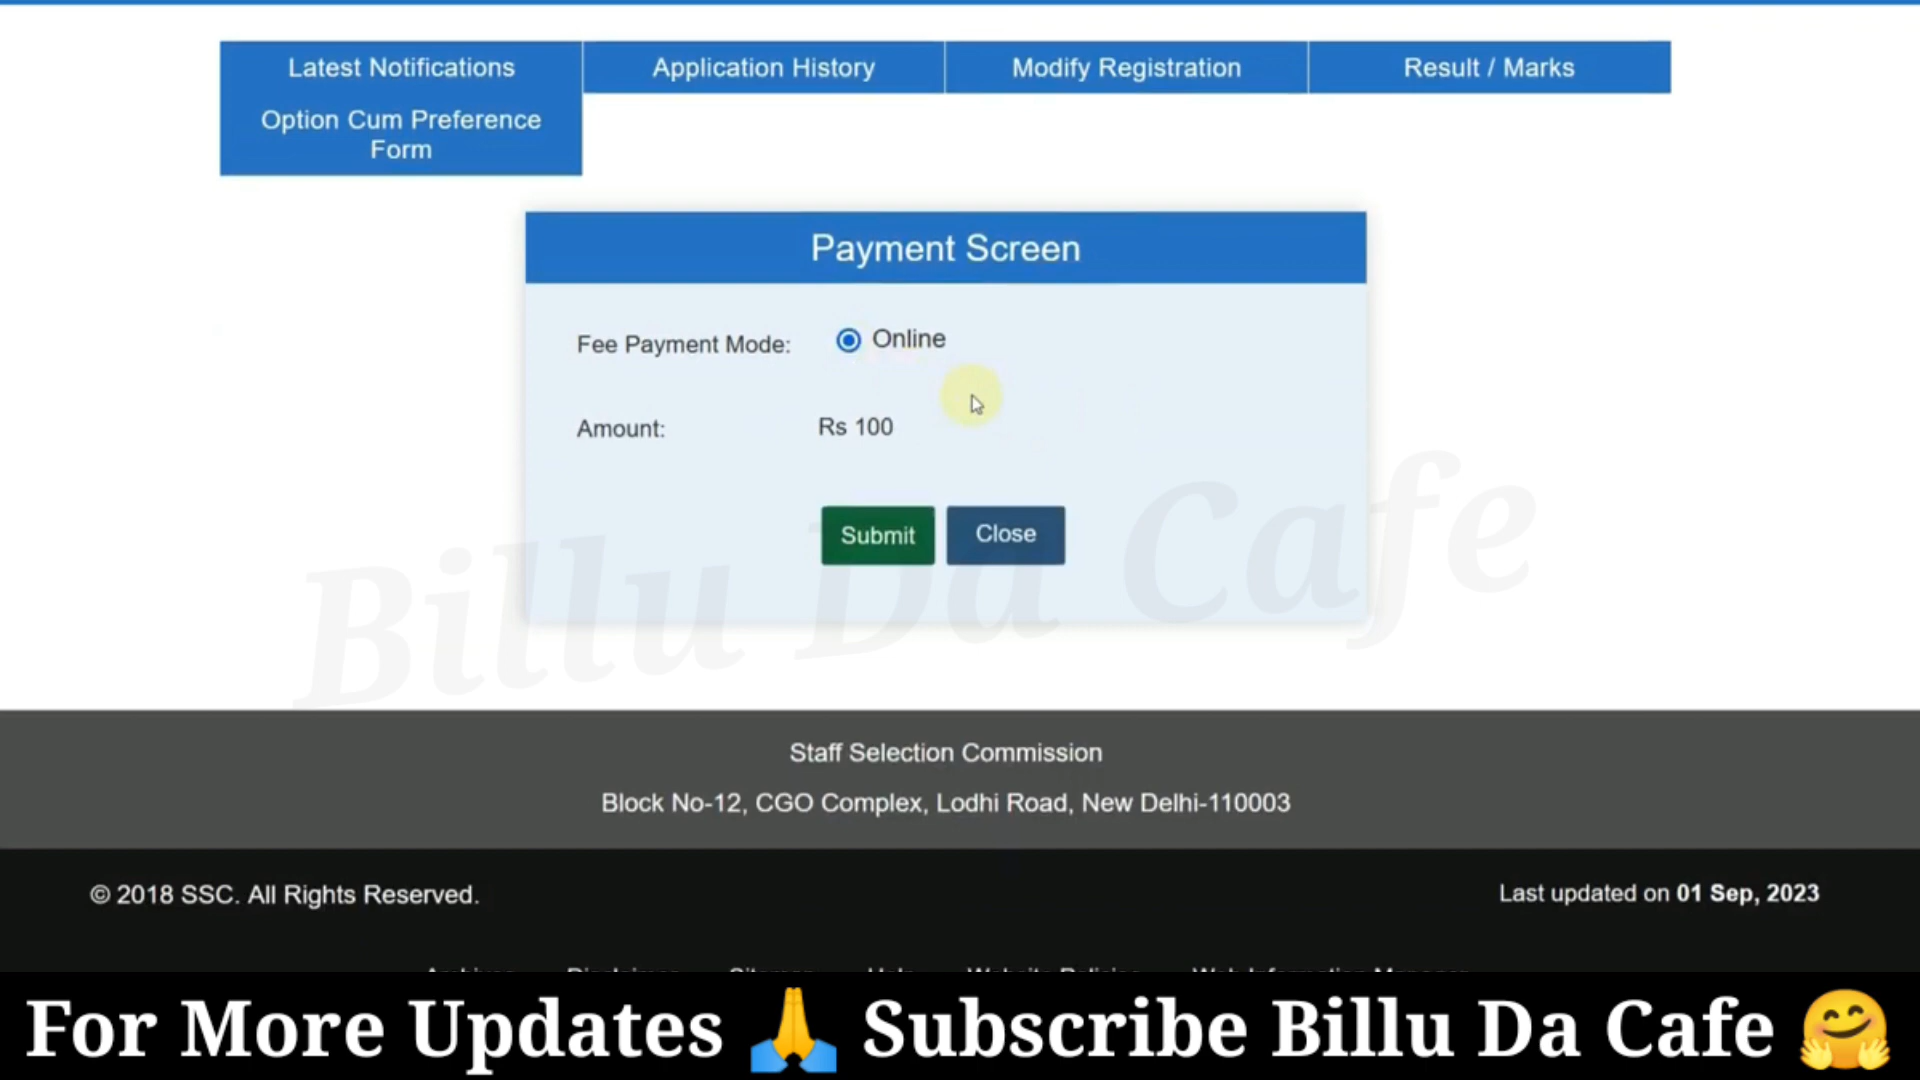 Latest Notifications
Application History
Modify Registration
Result / Marks
Option Cum Preference
Form
Payment Screen
Fee Payment Mode:
Online
Amount:
Rs 100
Submit
Close
Billu Da Cafe
Staff Selection Commission
Block No-12, CGO Complex, Lodhi Road, New Delhi-110003
© 2018 SSC. All Rights Reserved.
Last updated on 01 Sep, 2023
For More Updates 🙏 Subscribe Billu Da Cafe 🤗